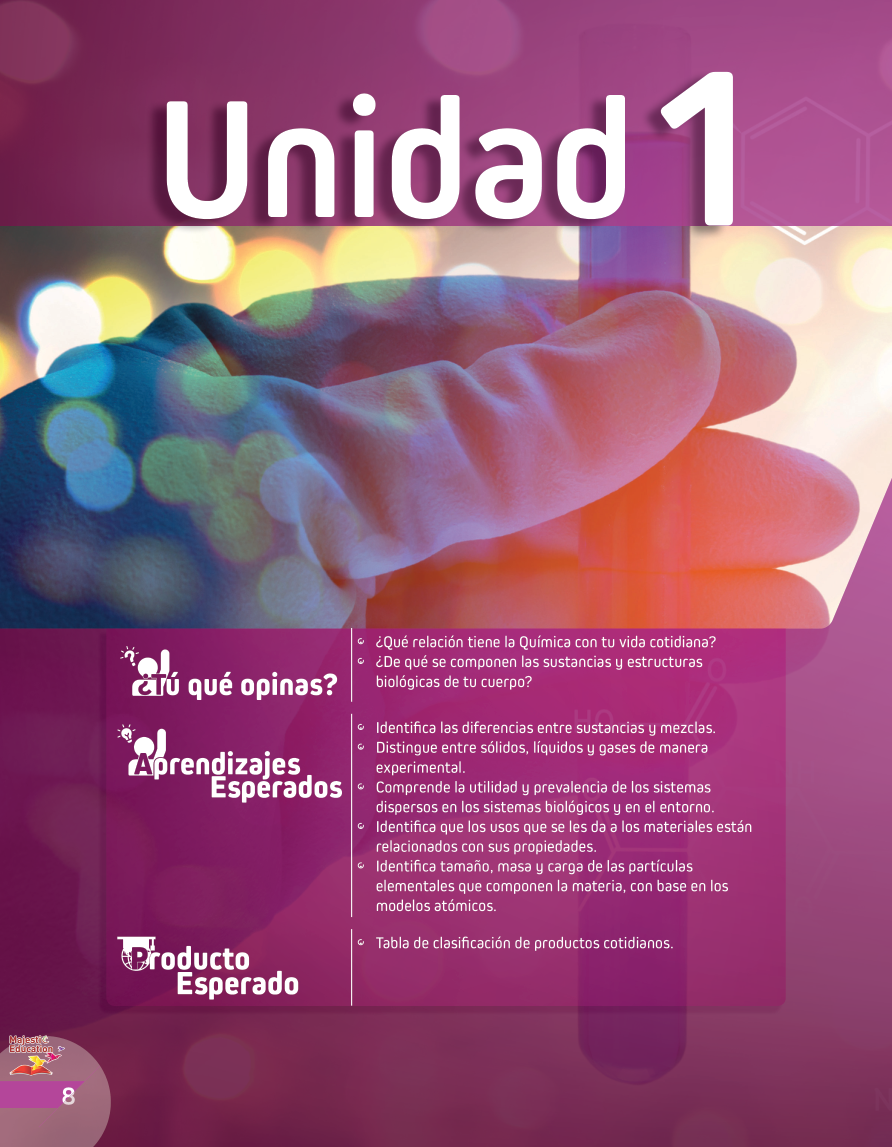 Unidad 1
¿Tú qué opinas?
¿Qué relación tiene la Química con tu vida cotidiana?
¿De qué se componen las sustancias y estructuras
biológicas de tu cuerpo?
Aprendizajes
Esperados
Identifica las diferencias entre sustancias y mezclas.
Distingue entre sólidos, líquidos y gases de manera
experimental.
Comprende la utilidad y prevalencia de los sistemas
dispersos en los sistemas biológicos y en el entorno.
Identifica que los usos que se les da a los materiales están
relacionados con sus propiedades.
Identifica tamaño, masa y carga de las partículas
elementales que componen la materia, con base en los
modelos atómicos.
Producto
Esperado
Tabla de clasificación de productos cotidianos.
O
HO
O
N
Majestic
Education
8